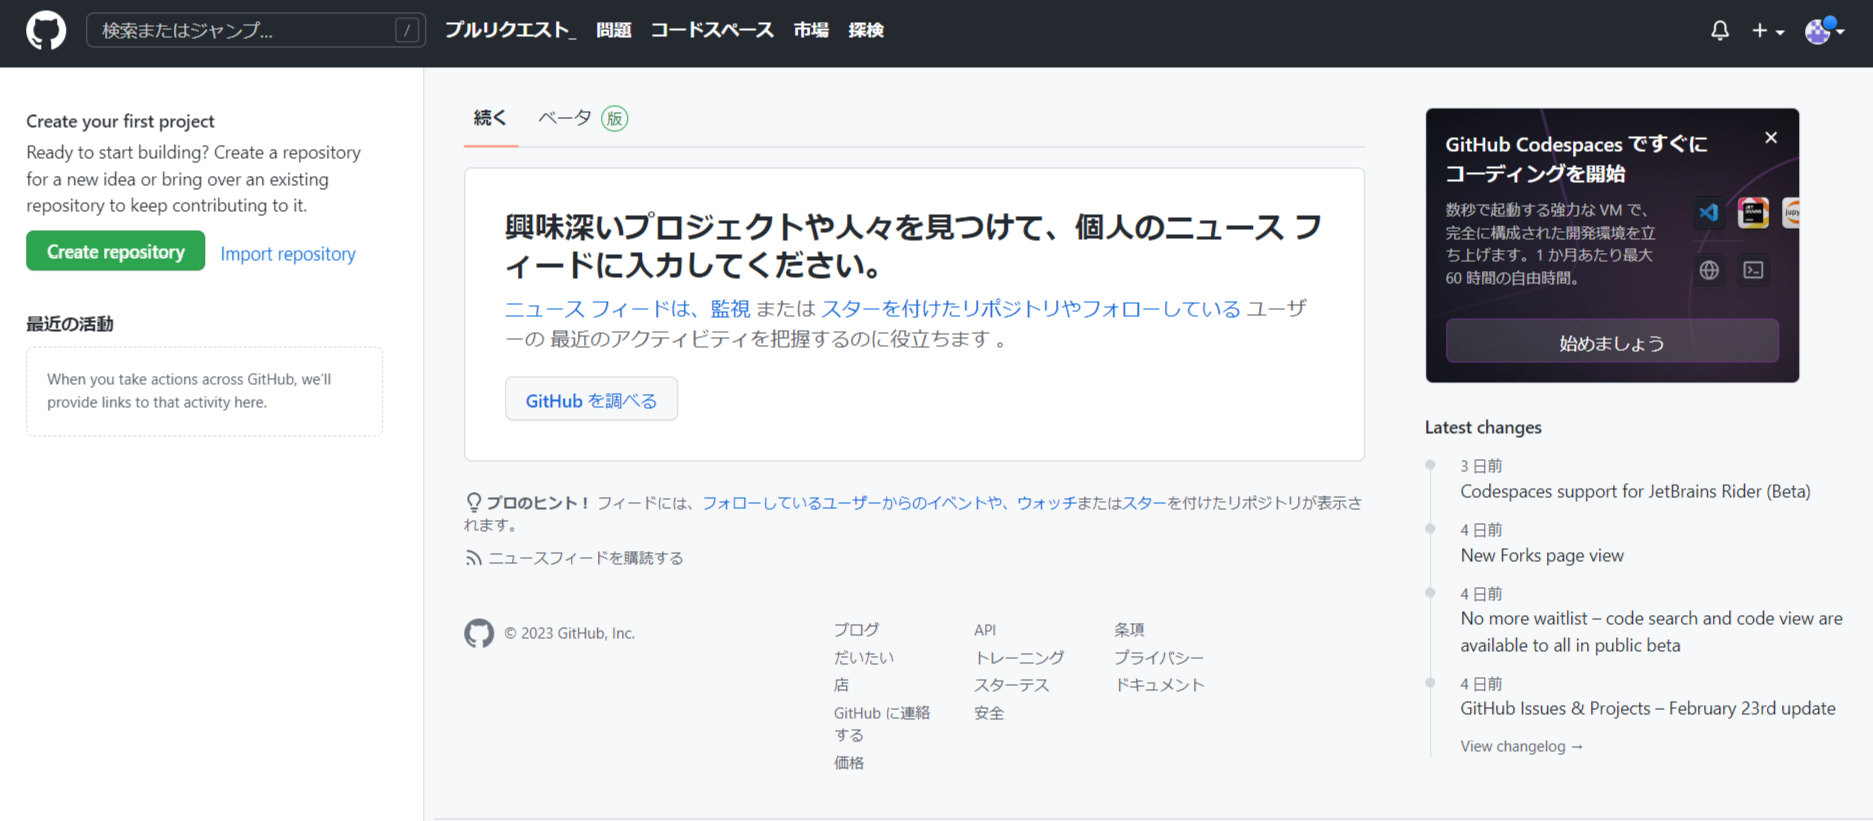 検索またはジャンプ... /
プルリクエスト_ 問題 コードスペース 市場 探検
Create your first project
Ready to start building? Create a repository
for a new idea or bring over an existing
repository to keep contributing to it.
Create repository Import repository
最近の活動
When you take actions across GitHub, we'll
provide links to that activity here.
続く ベータ 版
興味深いプロジェクトや人々を見つけて、個人のニュース フ
ィードに入力してください。
ニュース フィードは、監視 または スターを付けたリポジトリやフォローしている ユーザ
ーの 最近のアクティビティを把握するのに役立ちます 。
GitHub を調べる
プロのヒント！ フィードには、フォローしているユーザーからのイベントや、ウォッチまたはスターを付けたリポジトリが表示さ
れます。
ニュースフィードを購読する
© 2023 GitHub, Inc.
ブログ
だいたい
店
GitHub に連絡
する
価格
API
トレーニング
スターテス
安全
条項
プライバシー
ドキュメント
GitHub Codespaces ですぐに
コーディングを開始
数秒で起動する強力な VM で、
完全に構成された開発環境を立
ち上げます。1 か月あたり最大
60 時間の自由時間。
JET
BRAINS
jupy
始めましょう
Latest changes
3 日前
Codespaces support for JetBrains Rider (Beta)
4 日前
New Forks page view
4 日前
No more waitlist – code search and code view are
available to all in public beta
4 日前
GitHub Issues & Projects – February 23rd update
View changelog →